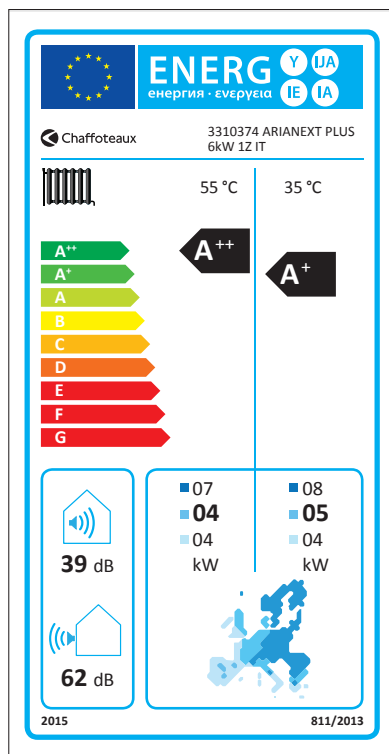 ENERG Y IJA
енергия · ενεργεια IE IA
Chaffoteaux
3310374 ARIANEXT PLUS
6kW 1Z IT
55 °C 35 °C
A++ A+
A++
A+
A
B
C
D
E
F
G
07 08
04 05
04 04
kW kW
39 dB
62 dB
2015 811/2013